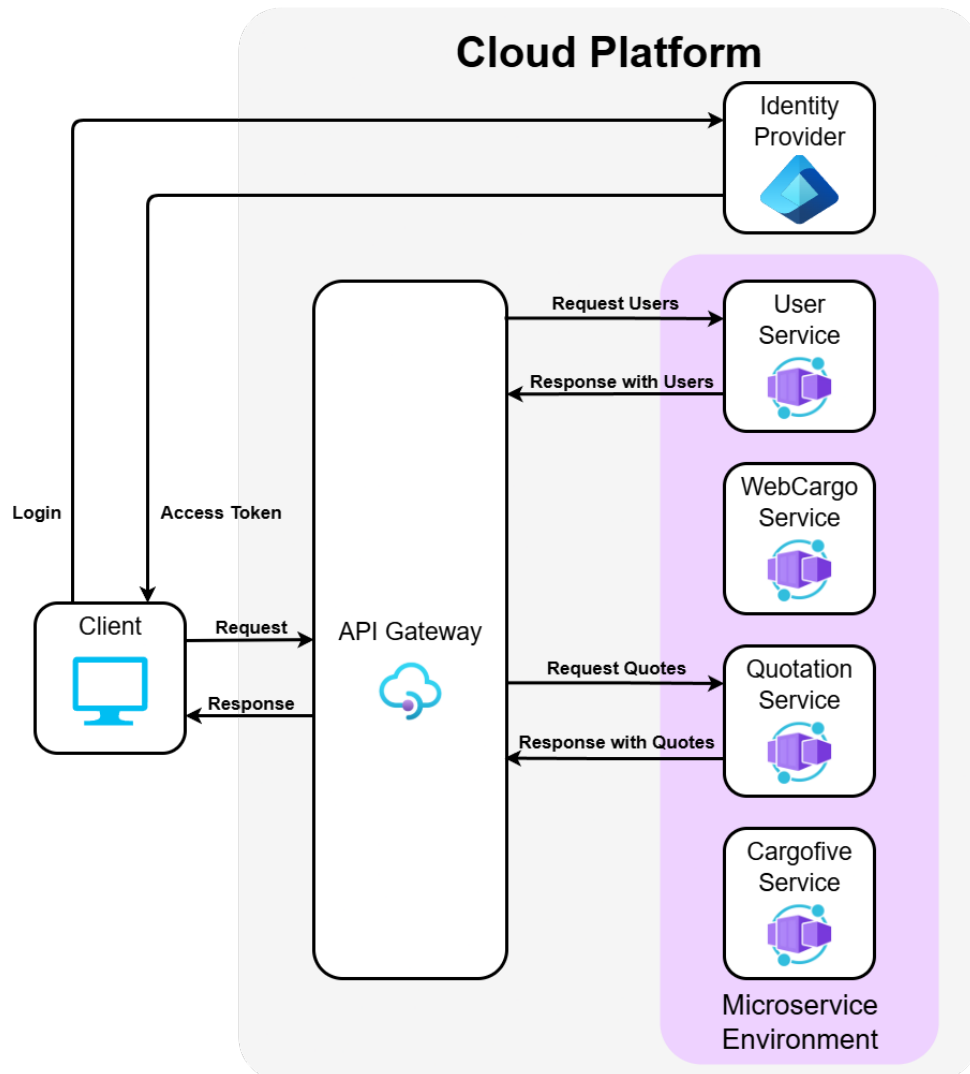 Cloud Platform
Identity
Provider
Request Users
User
Service
Response with Users
WebCargo
Service
Login
Access Token
Client
Request
API Gateway
Response
Request Quotes
Quotation
Service
Response with Quotes
Cargofive
Service
Microservice
Environment